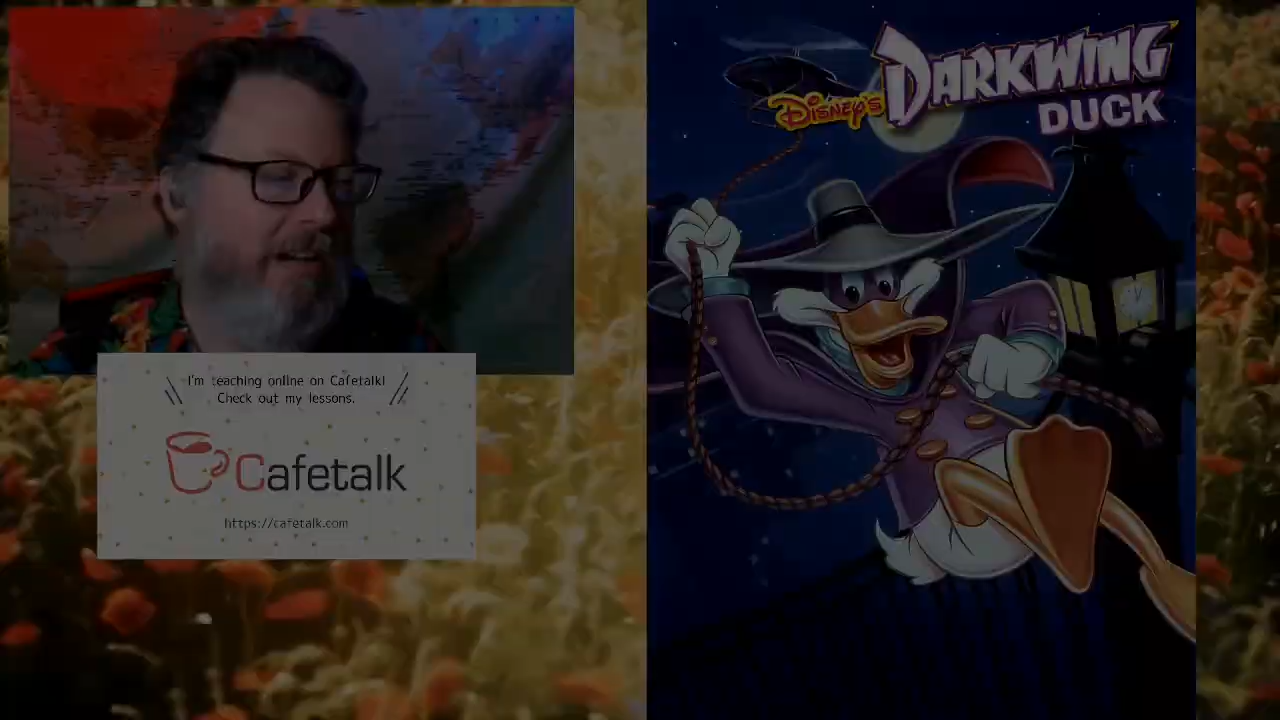 I'm teaching online on Cafetalk!
Check out my lessons.
Cafetalk
https://cafetalk.com
DISNEY'S
DARKWING
DUCK